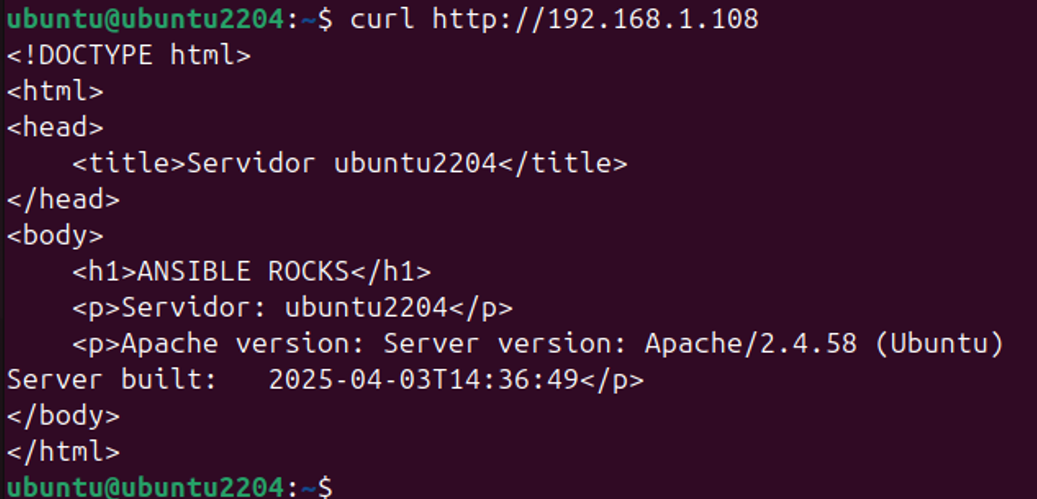 ubuntu@ubuntu2204:~$ curl http://192.168.1.108
<!DOCTYPE html>
<html>
<head>
    <title>Servidor ubuntu2204</title>
</head>
<body>
    <h1>ANSIBLE ROCKS</h1>
    <p>Servidor: ubuntu2204</p>
    <p>Apache version: Server version: Apache/2.4.58 (Ubuntu)
Server built:   2025-04-03T14:36:49</p>
</body>
</html>
ubuntu@ubuntu2204:~$